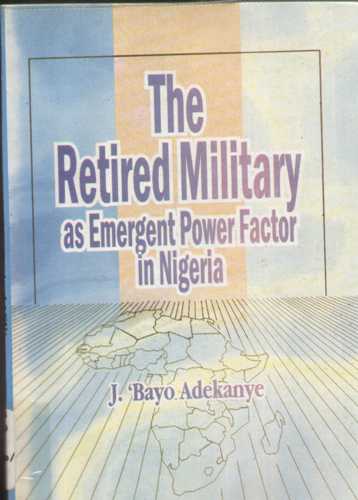 The
Retired Military
as Emergent Power Factor
in Nigeria
J. 'Bayo Adekanye